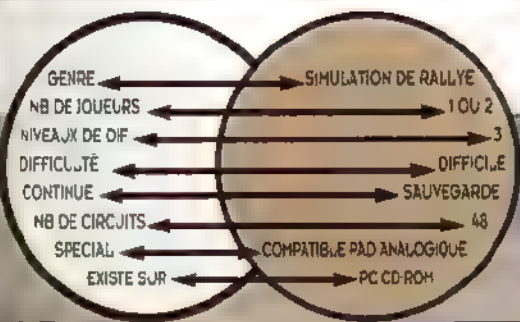 GENRE SIMULATION DE RALLYE
NB DE JOUEURS 1 OU 2
NIVEAUX DE DIF 3
DIFFICULTÉ DIFFICILE
CONTINUE SAUVEGARDE
NB DE CIRCUITS 48
SPECIAL COMPATIBLE PAD ANALOGIQUE
EXISTE SUR PC CD-ROM